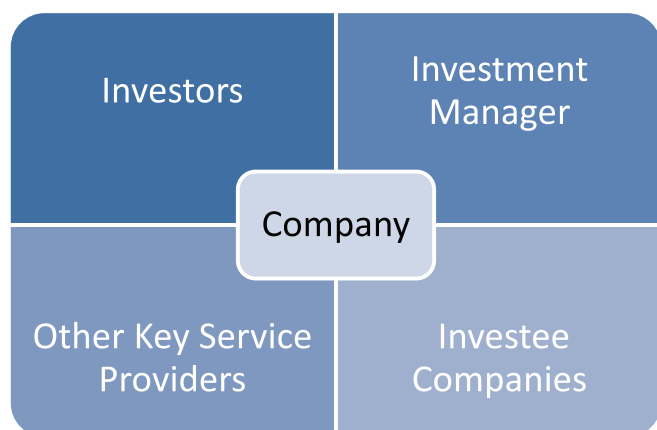 Investors
Investment
Manager
Company
Other Key Service
Providers
Investee
Companies